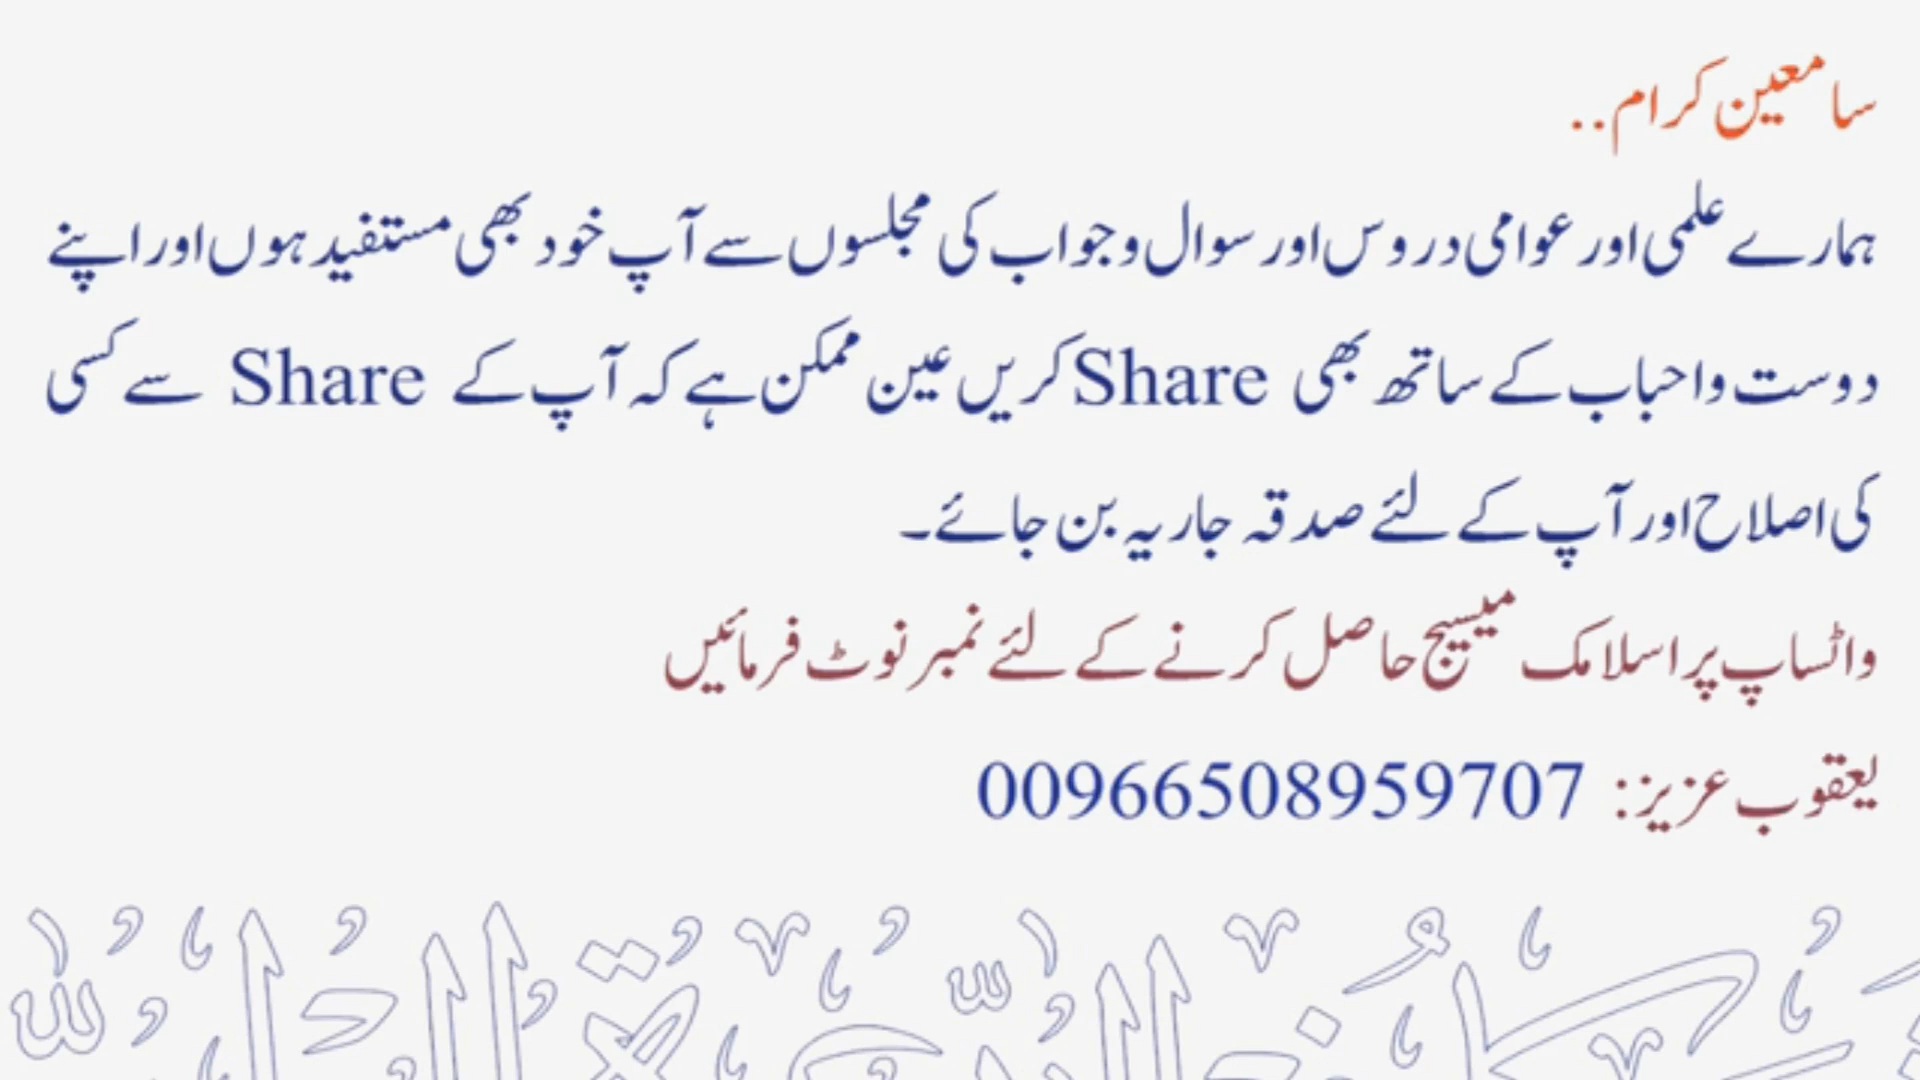 سامعین کرام..
ہمارے علمی اور عوامی دروس اور سوال و جواب کی مجلسوں سے آپ خود بھی مستفید ہوں اور اپنے
دوست واحباب کے ساتھ بھی Share کریں عین ممکن ہے کہ آپ کے Share سے کسی
کی اصلاح اور آپ کے لئے صدقہ جاریہ بن جائے۔
واٹساپ پر اسلامک میسیج حاصل کرنے کے لئے نمبر نوٹ فرمائیں
یعقوب عزیز: 00966508959707